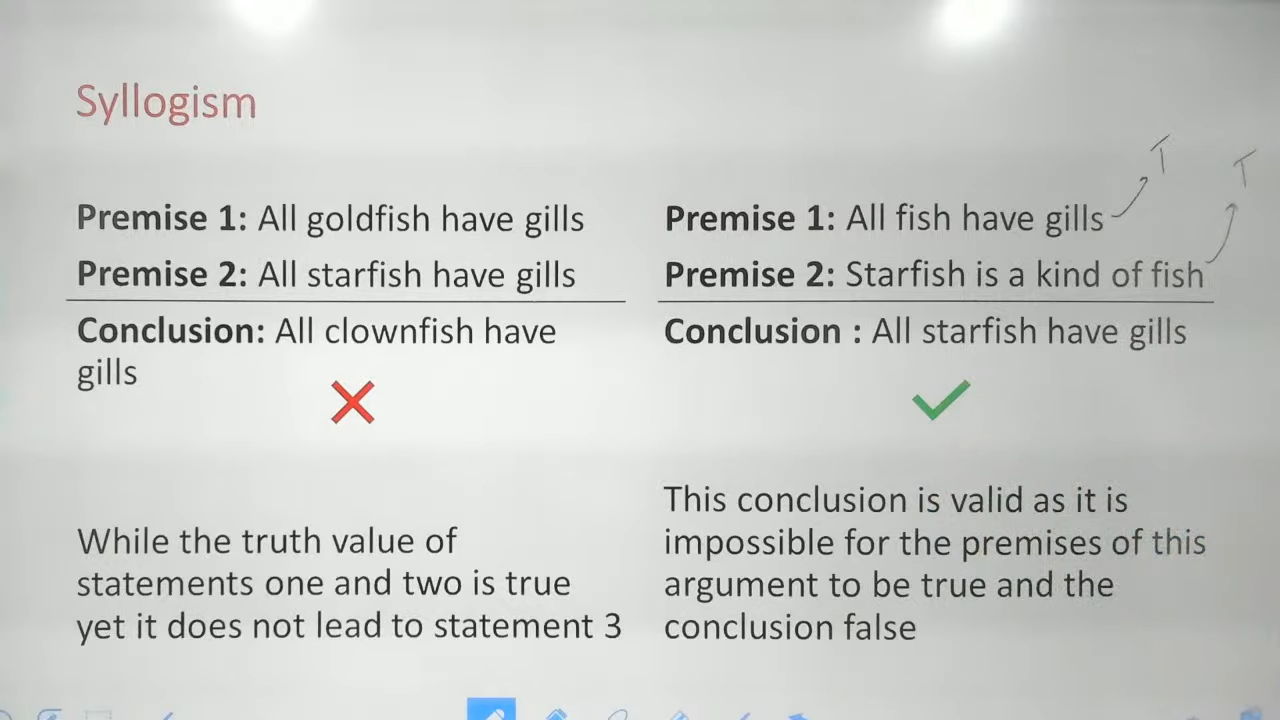 Syllogism
Premise 1: All goldfish have gills
Premise 2: All starfish have gills
Conclusion: All clownfish have
gills
While the truth value of
statements one and two is true
yet it does not lead to statement 3
Premise 1: All fish have gills
T
Premise 2: Starfish is a kind of fish
T
Conclusion : All starfish have gills
This conclusion is valid as it is
impossible for the premises of this
argument to be true and the
conclusion false